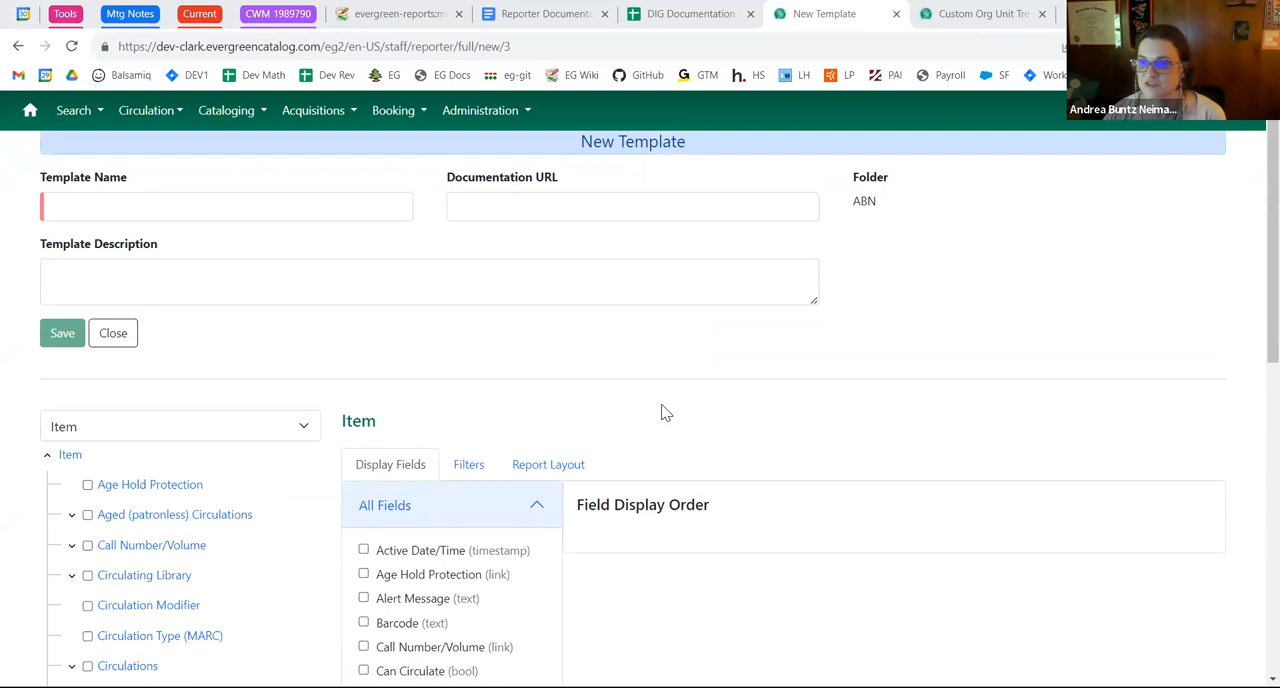 Tools
Mtg Notes
Current
CWM 1989790
evergreen-reports:m
Reporter Document
DIG Documentation
New Template
Custom Org Unit Tre
https://dev-clark.evergreencatalog.com/eg2/en-US/staff/reporter/full/new/3
Balsamiq
DEV1
Dev Math
Dev Rev
EG
EG Docs
eg-git
EG Wiki
GitHub
GTM
HS
LH
LP
PAI
Payroll
SF
Work
Andrea Buntz Neima...
Search
Circulation
Cataloging
Acquisitions
Booking
Administration
New Template
Template Name
Documentation URL
Folder
ABN
Template Description
Save
Close
Item
Item
Age Hold Protection
Aged (patronless) Circulations
Call Number/Volume
Circulating Library
Circulation Modifier
Circulation Type (MARC)
Circulations
Item
Display Fields
Filters
Report Layout
All Fields
Field Display Order
Active Date/Time (timestamp)
Age Hold Protection (link)
Alert Message (text)
Barcode (text)
Call Number/Volume (link)
Can Circulate (bool)